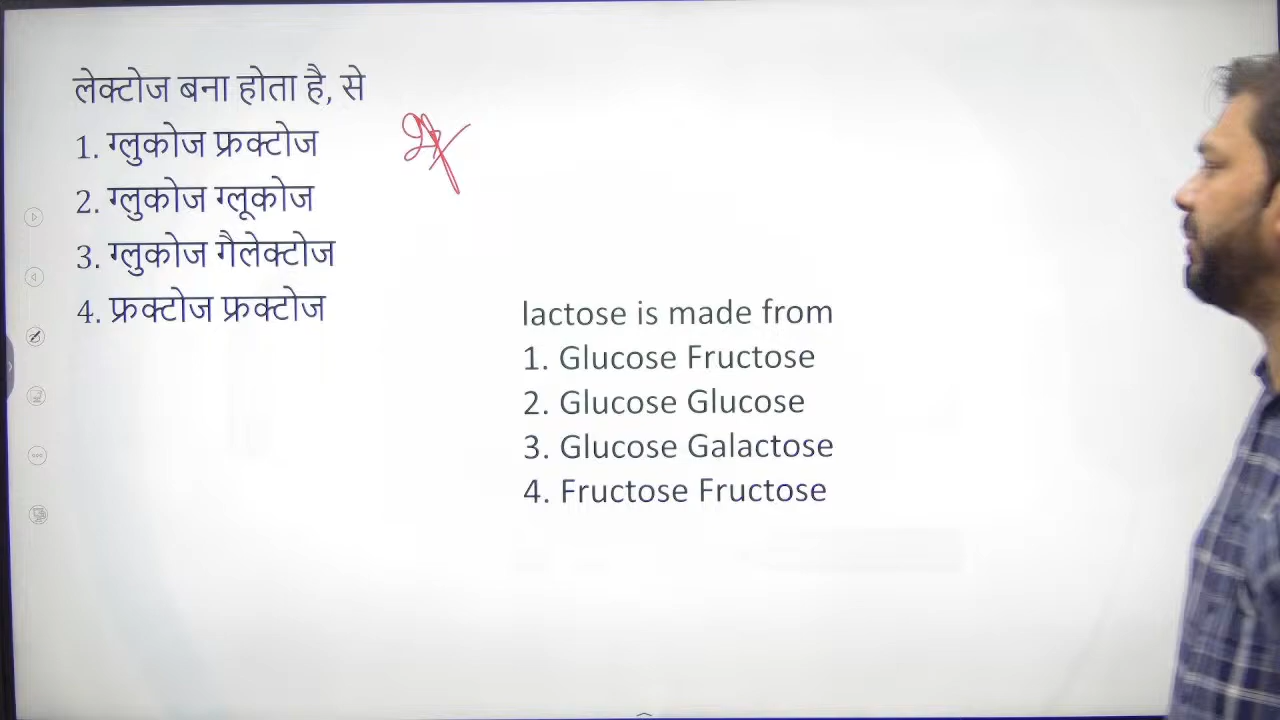 लेक्टोज बना होता है, से
1. ग्लुकोज फ्रक्टोज
2. ग्लुकोज ग्लूकोज
3. ग्लुकोज गैलेक्टोज
4. फ्रक्टोज फ्रक्टोज
lactose is made from
1. Glucose Fructose
2. Glucose Glucose
3. Glucose Galactose
4. Fructose Fructose